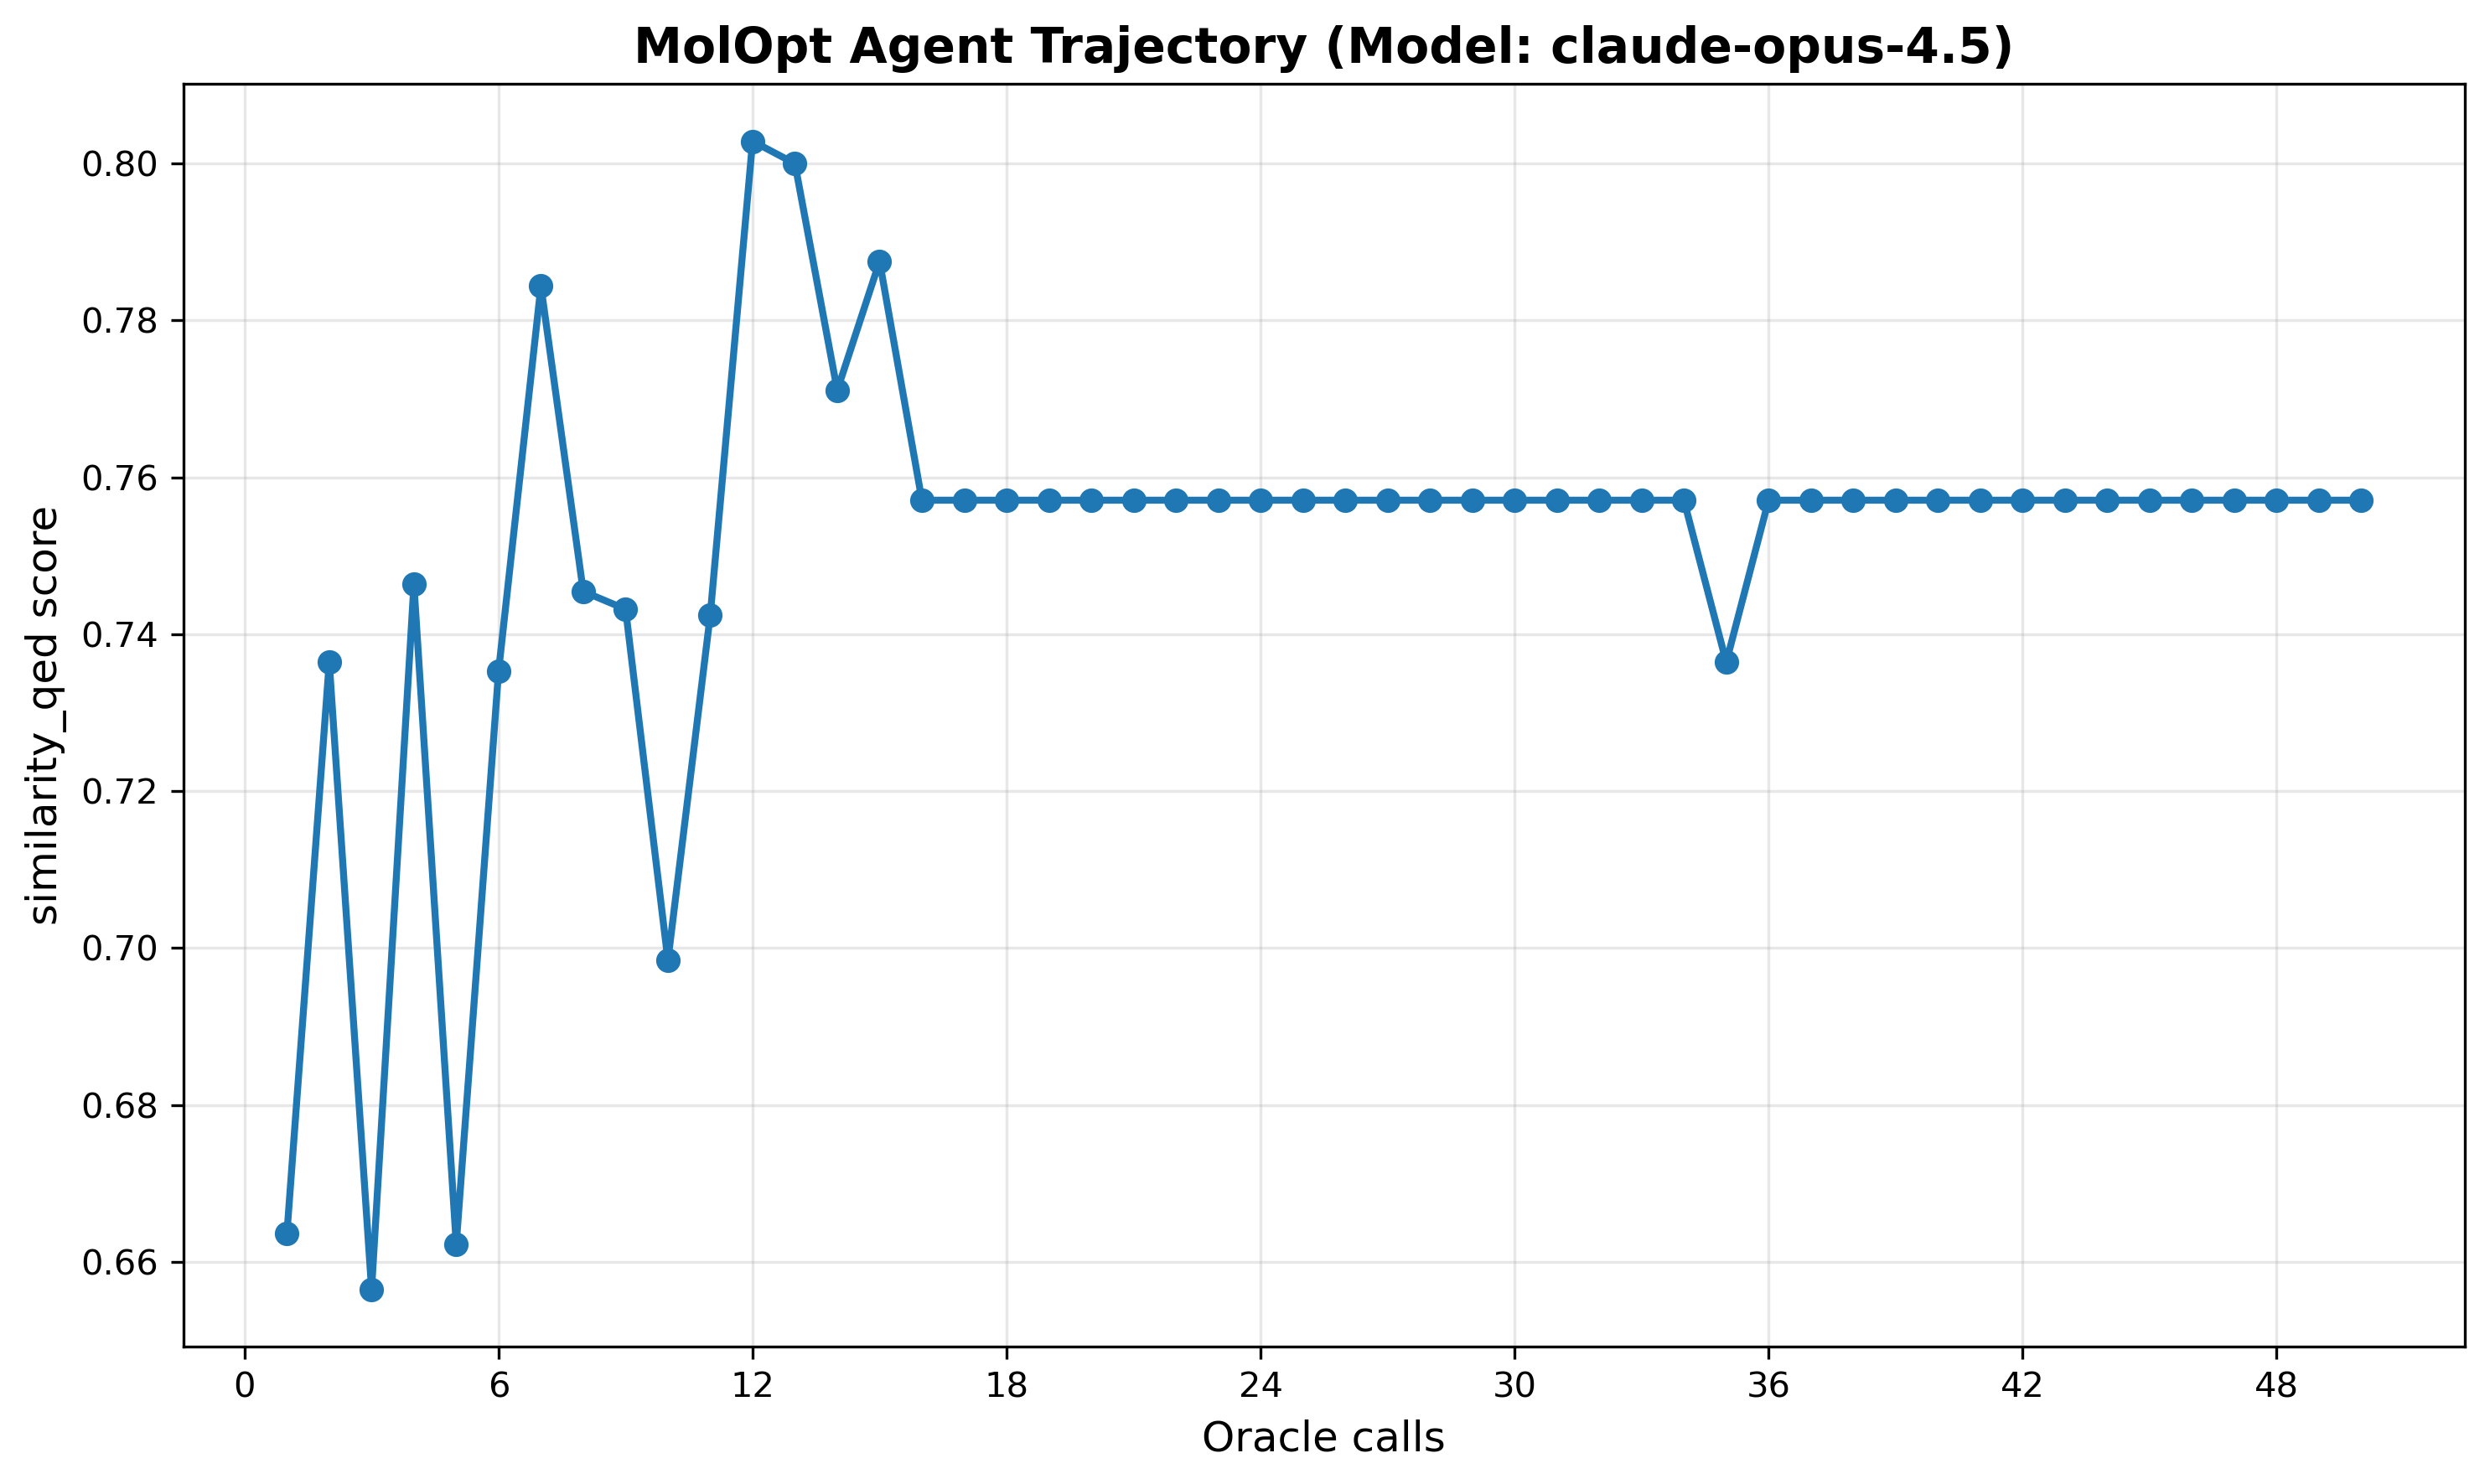 MolOpt Agent Trajectory (Model: claude-opus-4.5)
similarity_qed score
0.80
0.78
0.76
0.74
0.72
0.70
0.68
0.66
0 6 12 18 24 30 36 42 48
Oracle calls